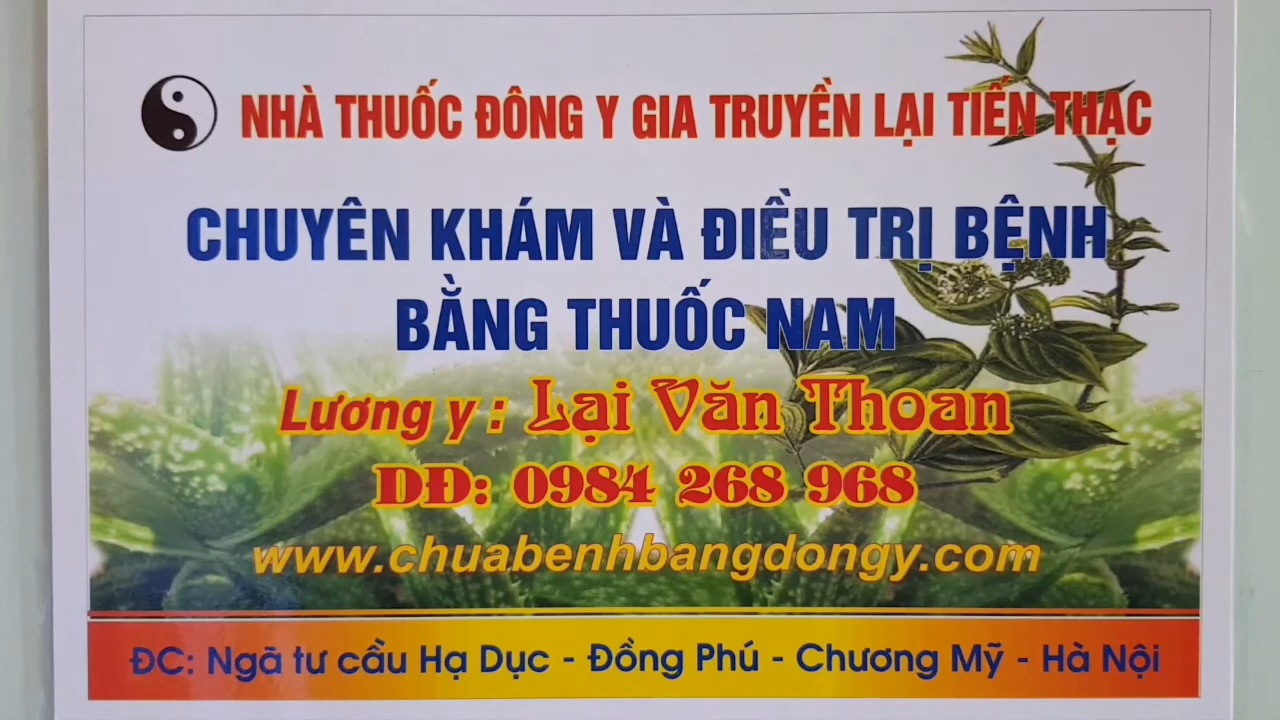 NHÀ THUỐC ĐÔNG Y GIA TRUYỀN LẠI TIẾN THẠC
CHUYÊN KHÁM VÀ ĐIỀU TRỊ BỆNH
BẰNG THUỐC NAM
Lương y : Lại Văn Thoan
DĐ: 0984 268 968
www.chuabenhbangdongy.com
ĐC: Ngã tư cầu Hạ Dục - Đồng Phú - Chương Mỹ - Hà Nội